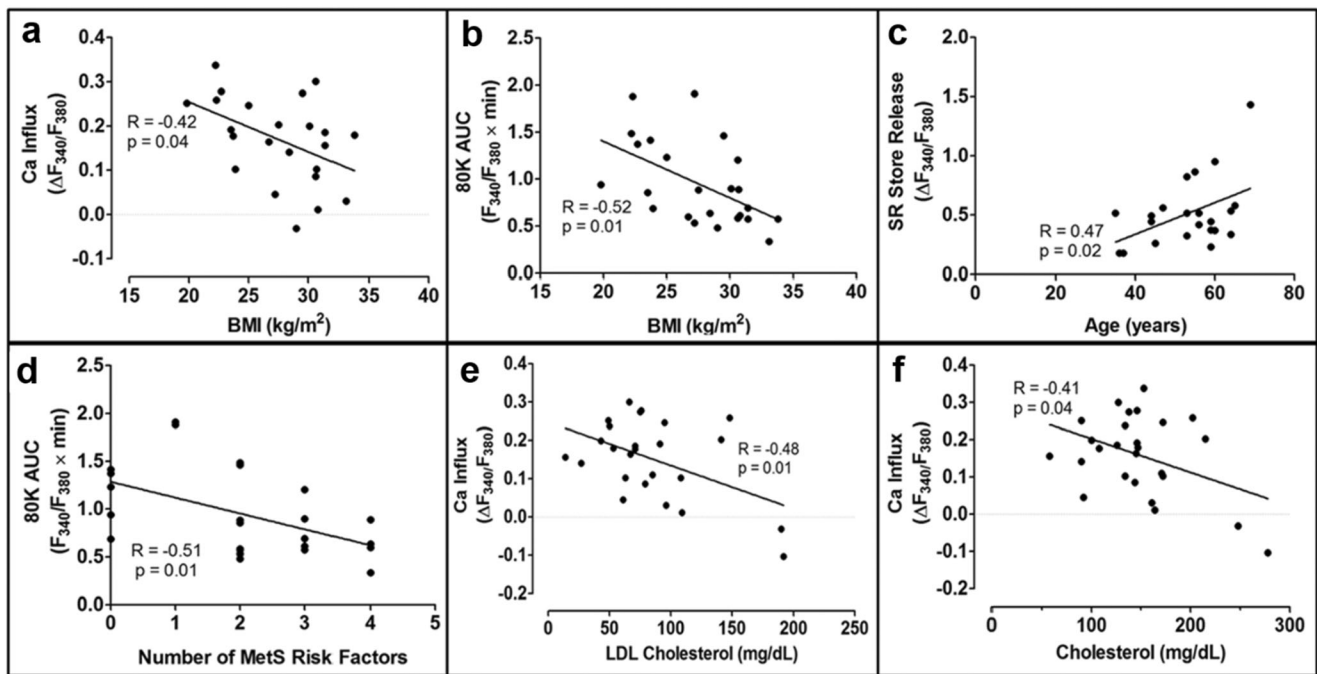 a
0.4
0.3
0.2
0.1
0.0
-0.1
Ca Influx
(ΔF340/F380)
R = -0.42
p = 0.04
15 20 25 30 35 40
BMI (kg/m²)
b
2.5
2.0
1.5
1.0
0.5
0.0
80K AUC
(F340/F380 × min)
R = -0.52
p = 0.01
15 20 25 30 35 40
BMI (kg/m²)
c
2.0
1.5
1.0
0.5
0.0
SR Store Release
(ΔF340/F380)
R = 0.47
p = 0.02
0 20 40 60 80
Age (years)
d
2.5
2.0
1.5
1.0
0.5
0.0
80K AUC
(F340/F380 × min)
R = -0.51
p = 0.01
0 1 2 3 4 5
Number of MetS Risk Factors
e
0.4
0.3
0.2
0.1
0.0
-0.1
-0.2
Ca Influx
(ΔF340/F380)
R = -0.48
p = 0.01
0 50 100 150 200 250
LDL Cholesterol (mg/dL)
f
0.4
0.3
0.2
0.1
0.0
-0.1
-0.2
Ca Influx
(ΔF340/F380)
R = -0.41
p = 0.04
0 100 200 300
Cholesterol (mg/dL)